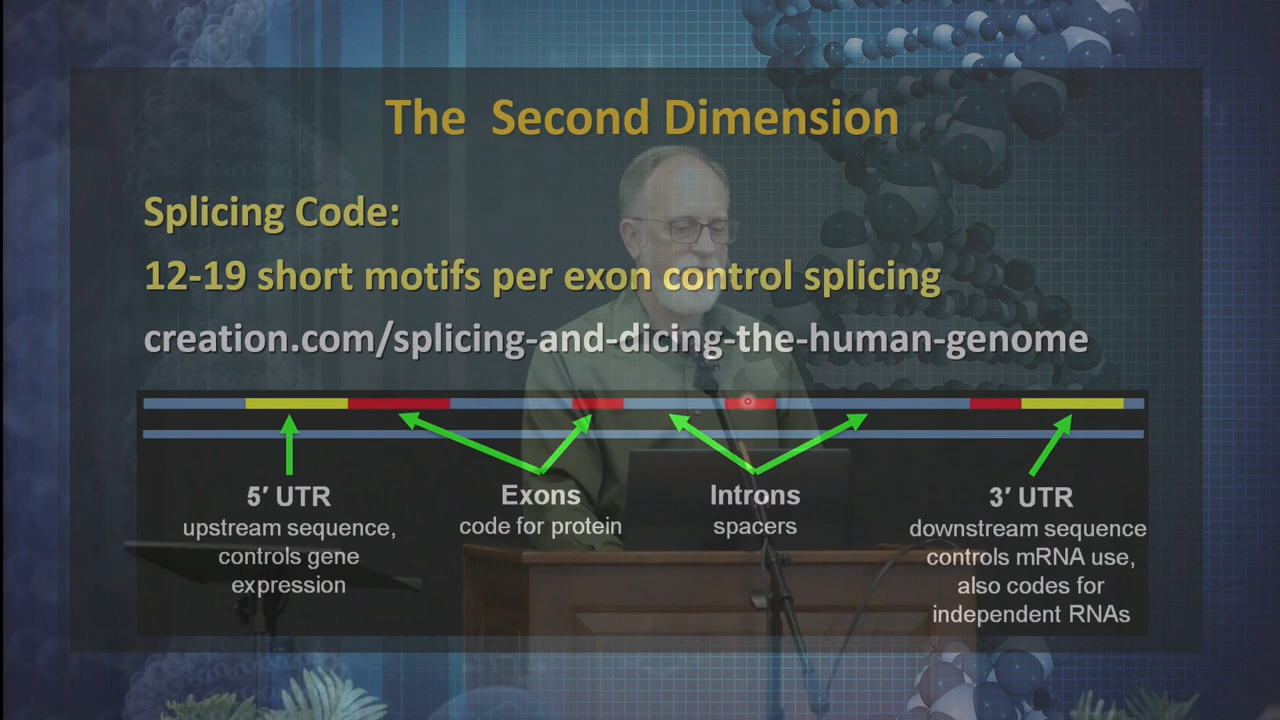 The Second Dimension
Splicing Code:
12-19 short motifs per exon control splicing
creation.com/splicing-and-dicing-the-human-genome
5′ UTR
upstream sequence,
controls gene
expression
Exons
code for protein
Introns
spacers
3′ UTR
downstream sequence
controls mRNA use,
also codes for
independent RNAs